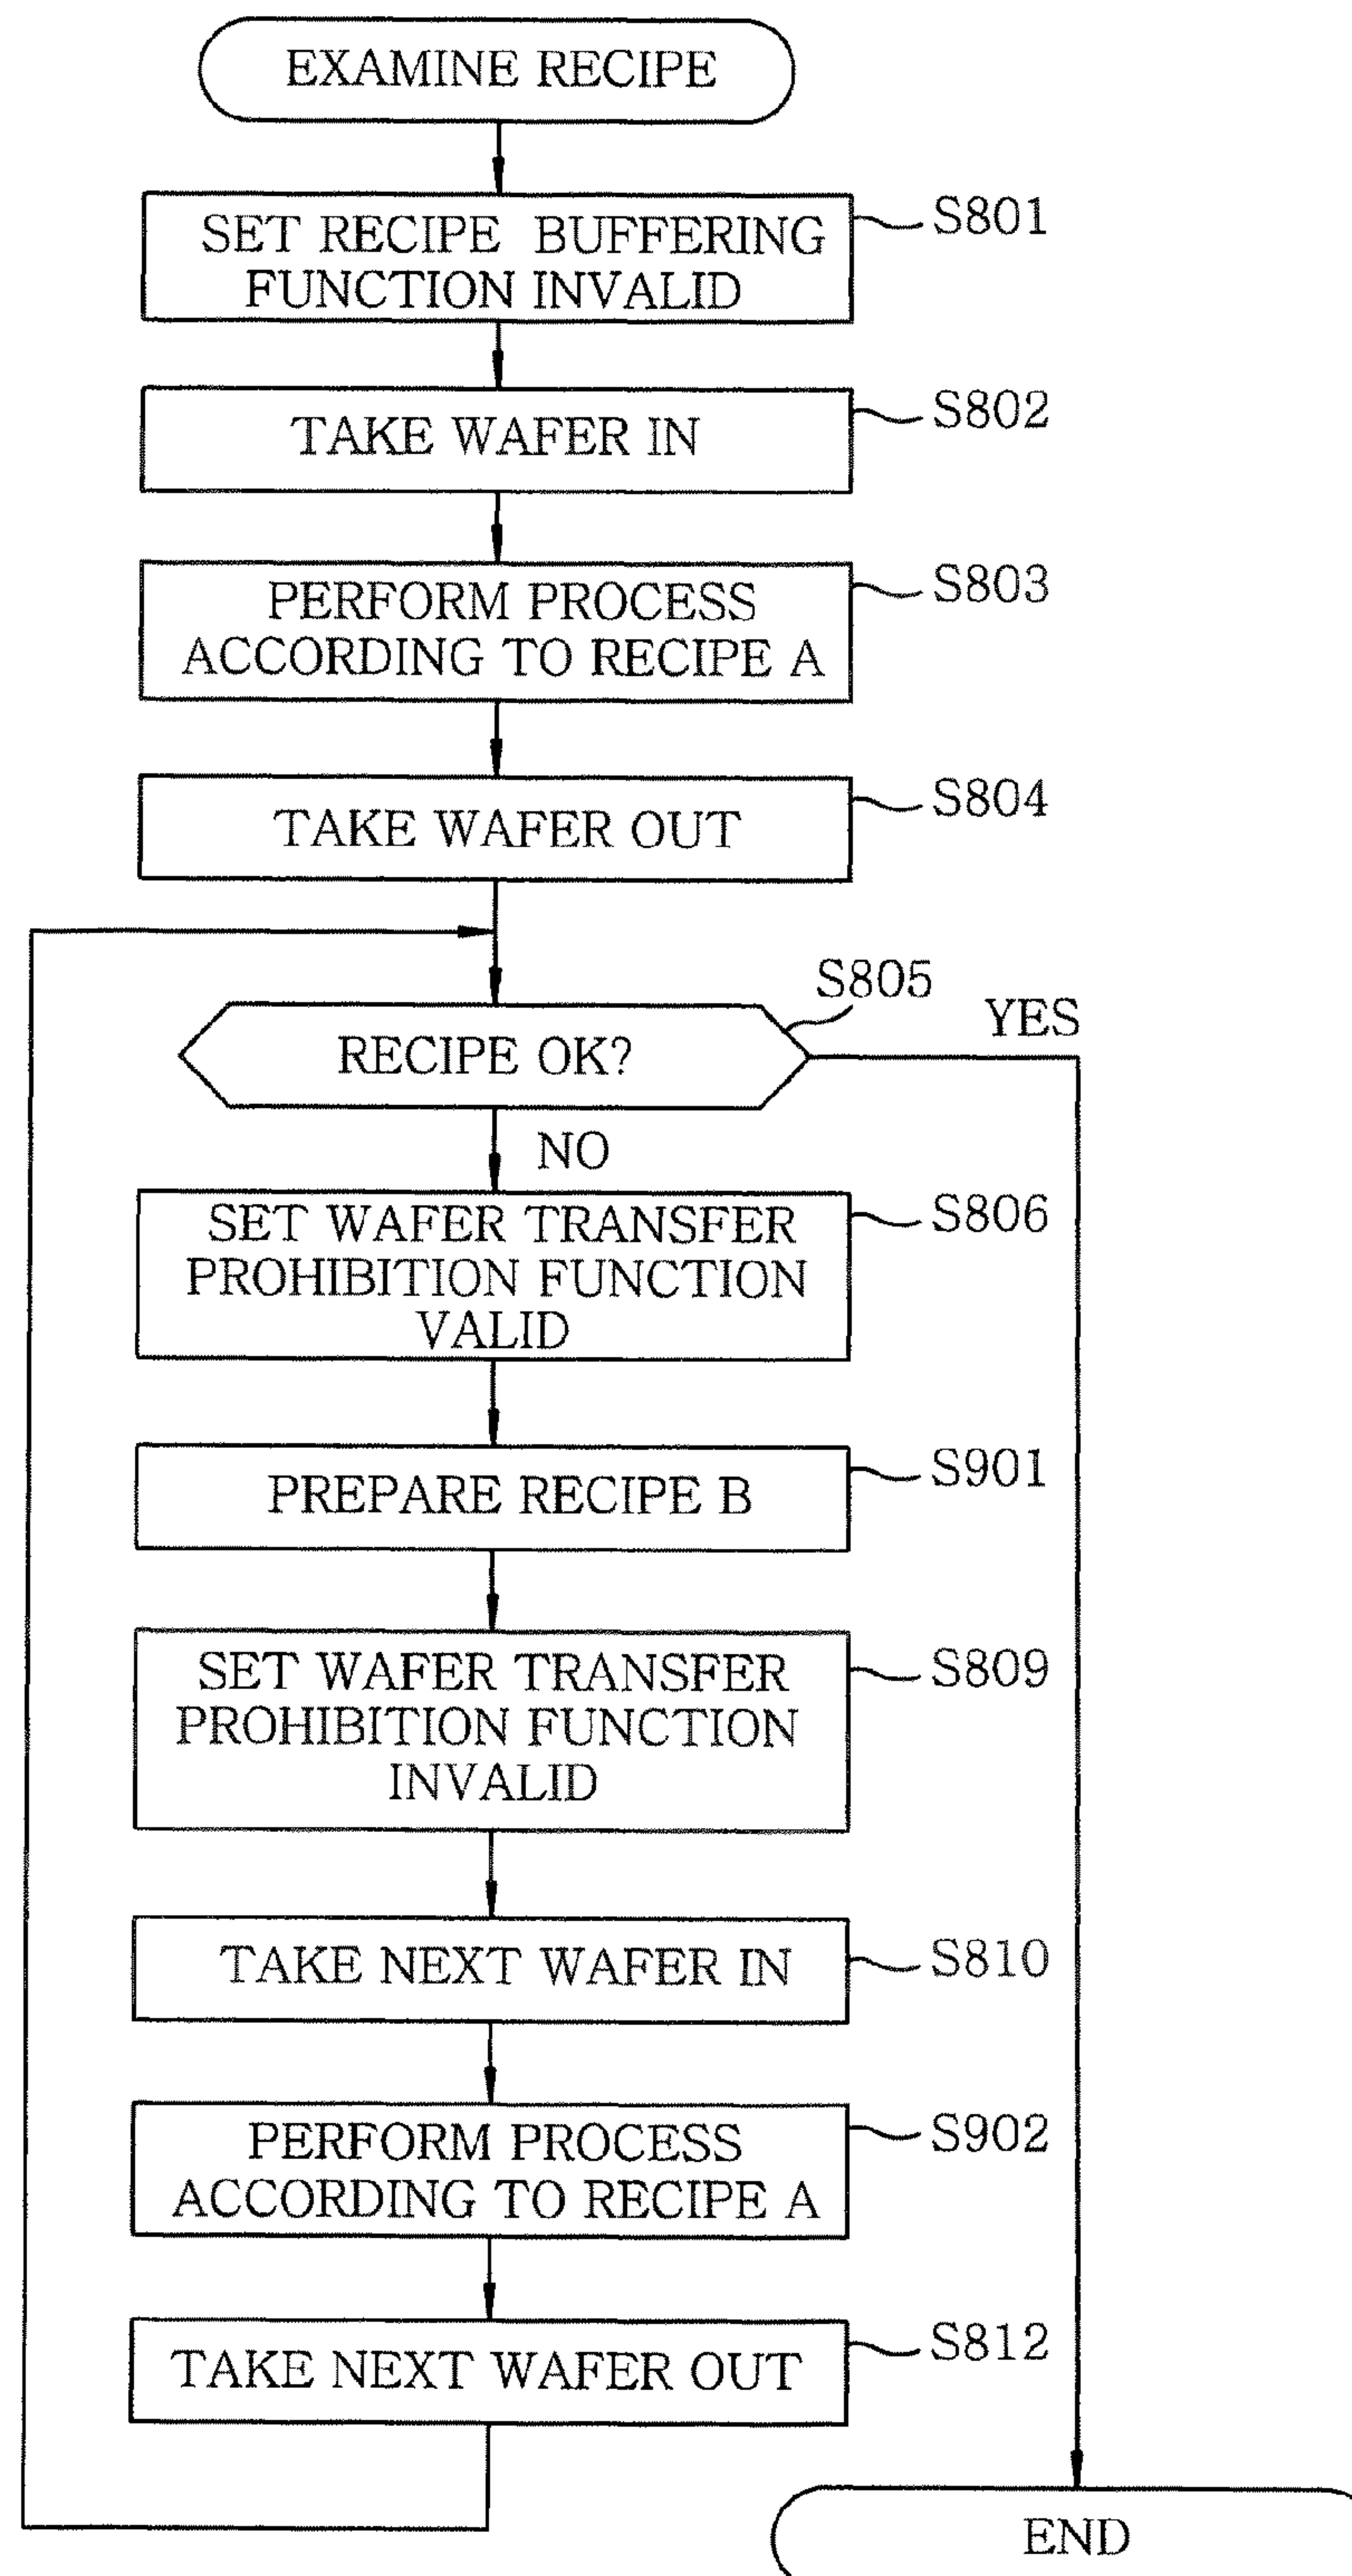 EXAMINE RECIPE
SET RECIPE BUFFERING
FUNCTION INVALID
S801
TAKE WAFER IN
S802
PERFORM PROCESS
ACCORDING TO RECIPE A
S803
TAKE WAFER OUT
S804
RECIPE OK?
S805
YES
NO
SET WAFER TRANSFER
PROHIBITION FUNCTION
VALID
S806
PREPARE RECIPE B
S901
SET WAFER TRANSFER
PROHIBITION FUNCTION
INVALID
S809
TAKE NEXT WAFER IN
S810
PERFORM PROCESS
ACCORDING TO RECIPE A
S902
TAKE NEXT WAFER OUT
S812
END